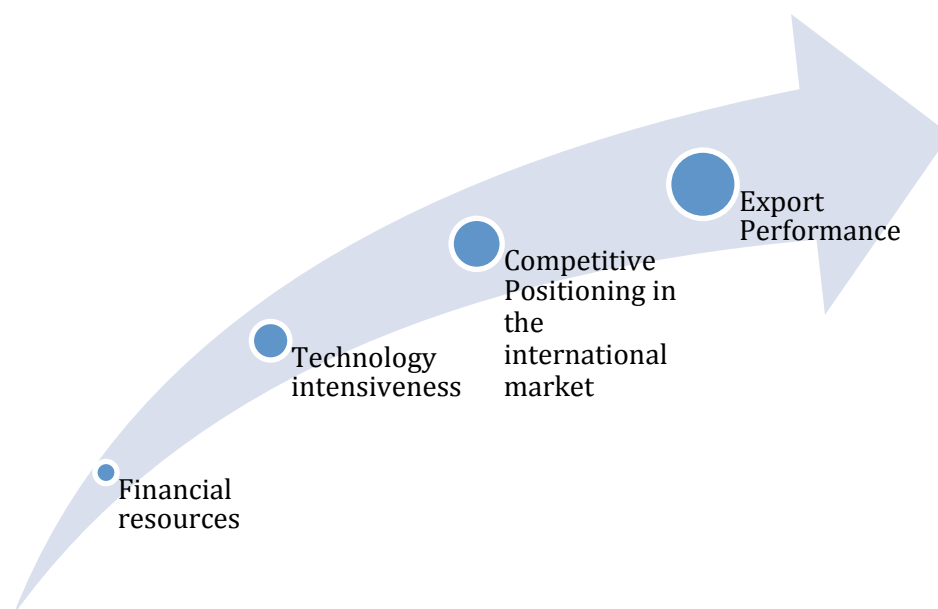 Export
Performance
Competitive
Positioning in
the
international
market
Technology
intensiveness
Financial
resources